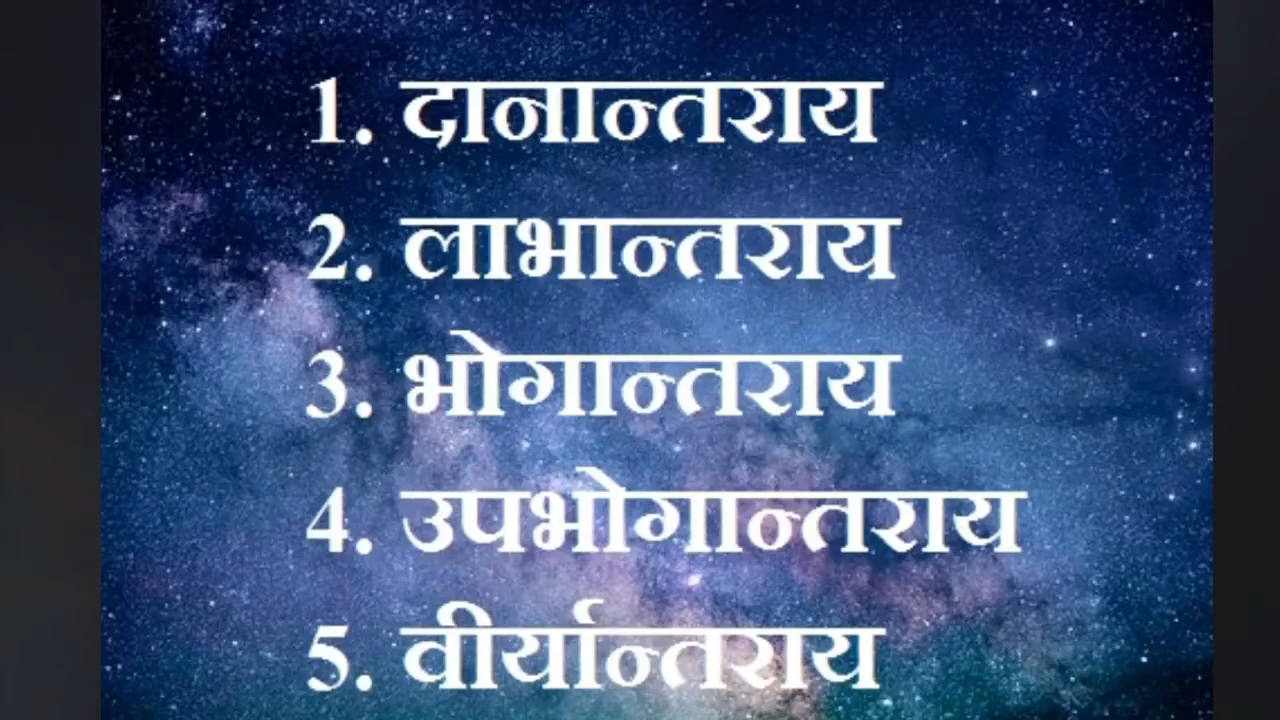 1. दानान्तराय
2. लाभान्तराय
3. भोगान्तराय
4. उपभोगान्तराय
5. वीर्यान्तराय